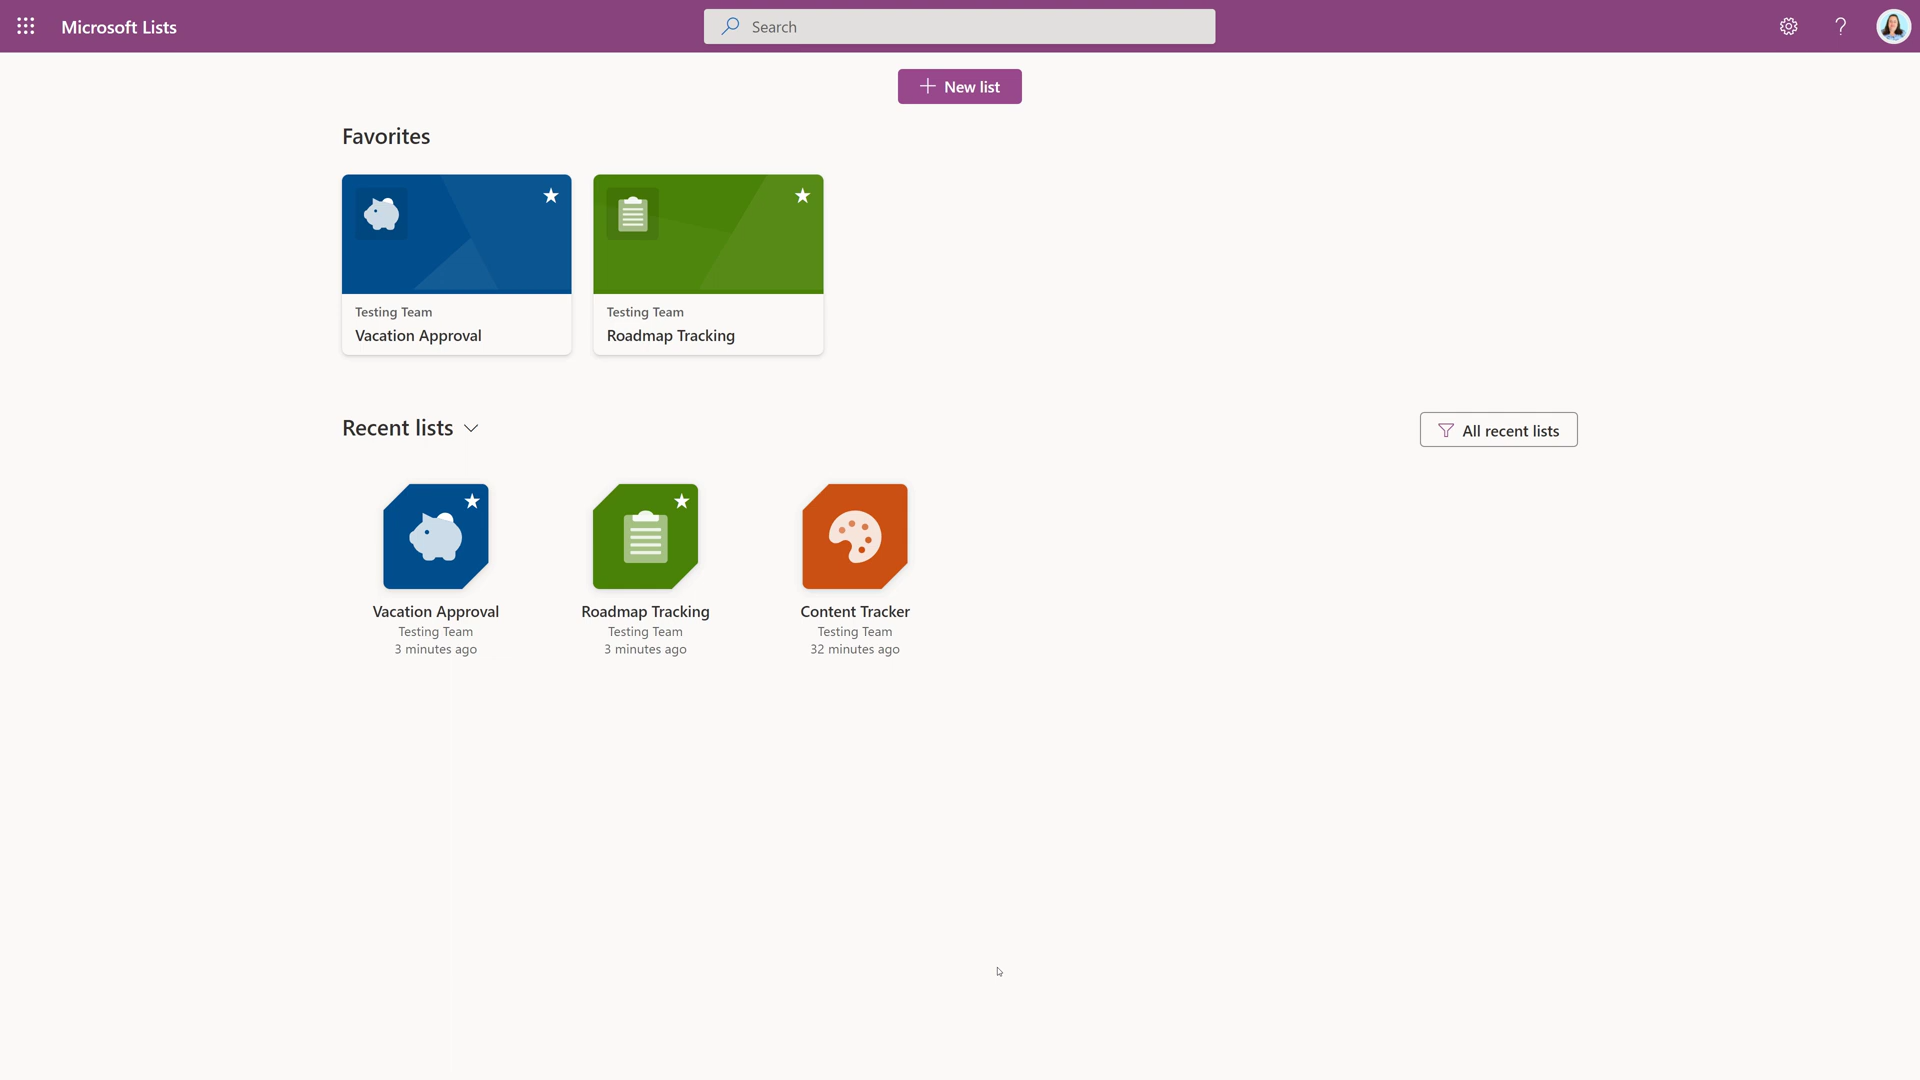 Microsoft Lists
Search
New list
Favorites
Testing Team
Vacation Approval
Testing Team
Roadmap Tracking
Recent lists
All recent lists
Vacation Approval
Testing Team
3 minutes ago
Roadmap Tracking
Testing Team
3 minutes ago
Content Tracker
Testing Team
32 minutes ago